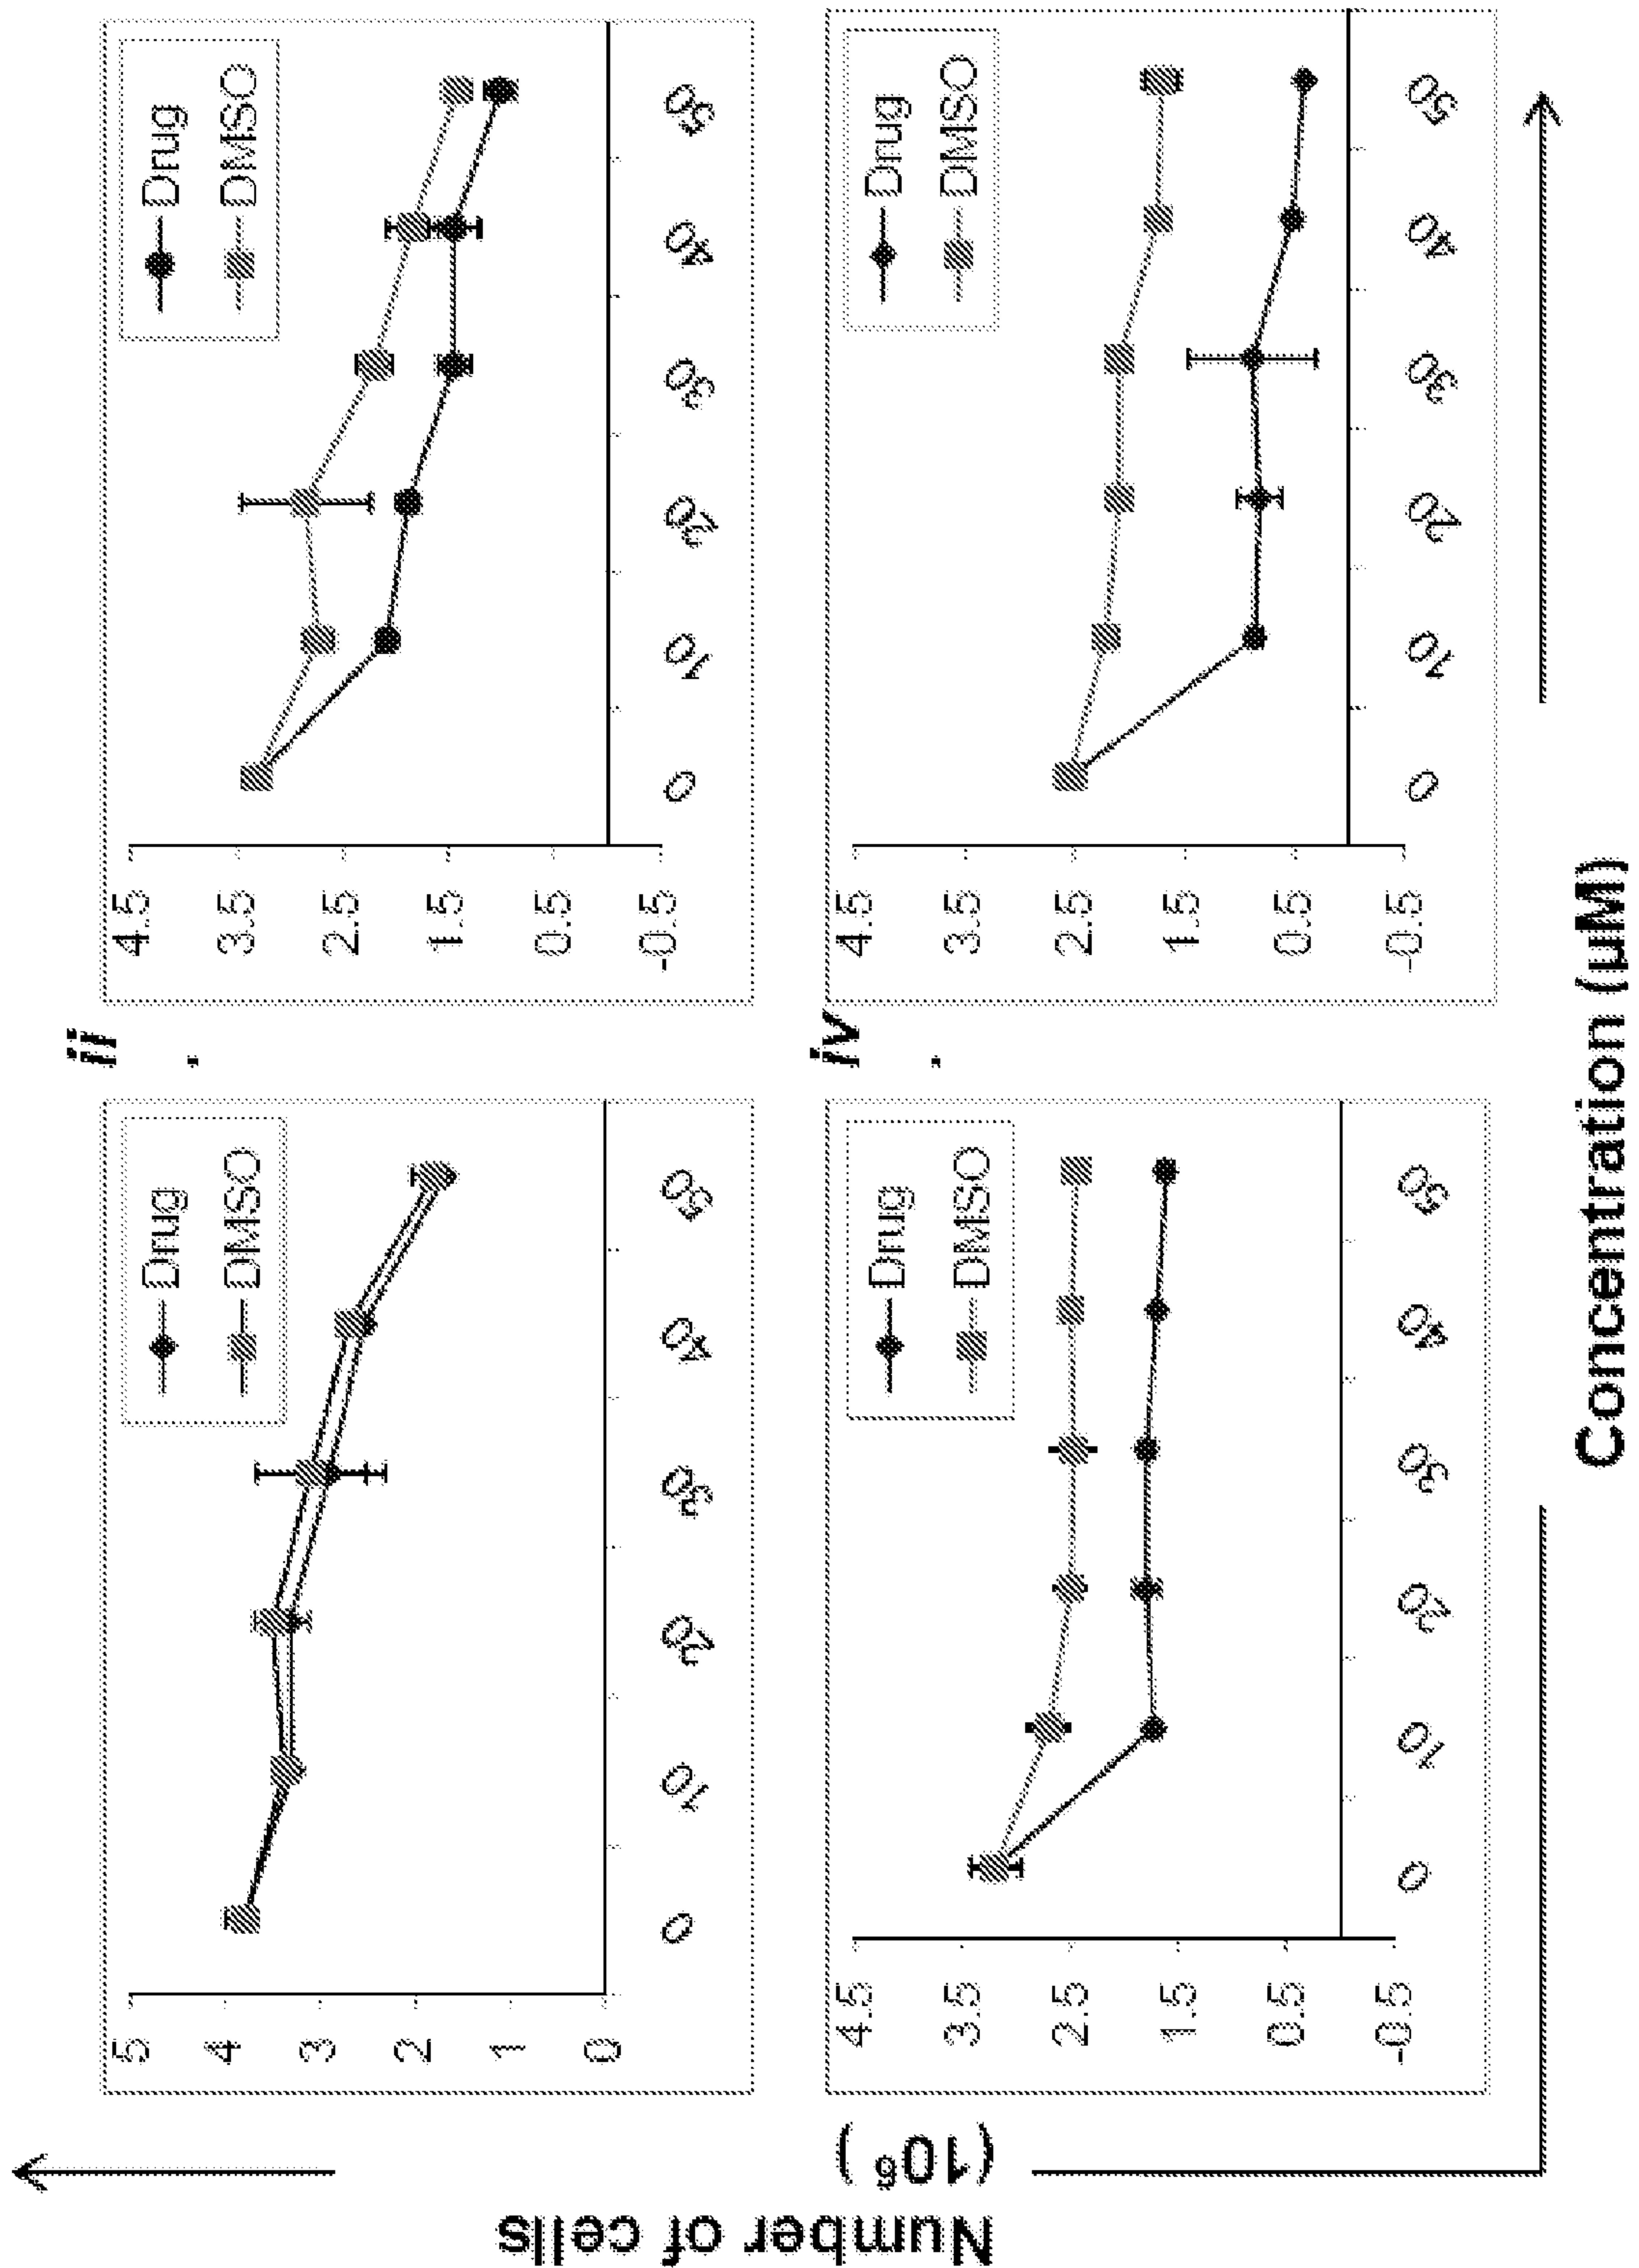 Number of cells
(10⁶)
5
4
3
2
1
0
0 10 20 30 40 50
Drug
DMSO
ii
.
4.5
3.5
2.5
1.5
0.5
-0.5
0 10 20 30 40 50
Drug
DMSO
4.5
3.5
2.5
1.5
0.5
-0.5
0 10 20 30 40 50
Drug
DMSO
iv
.
4.5
3.5
2.5
1.5
0.5
-0.5
0 10 20 30 40 50
Drug
DMSO
Concentration (µM)